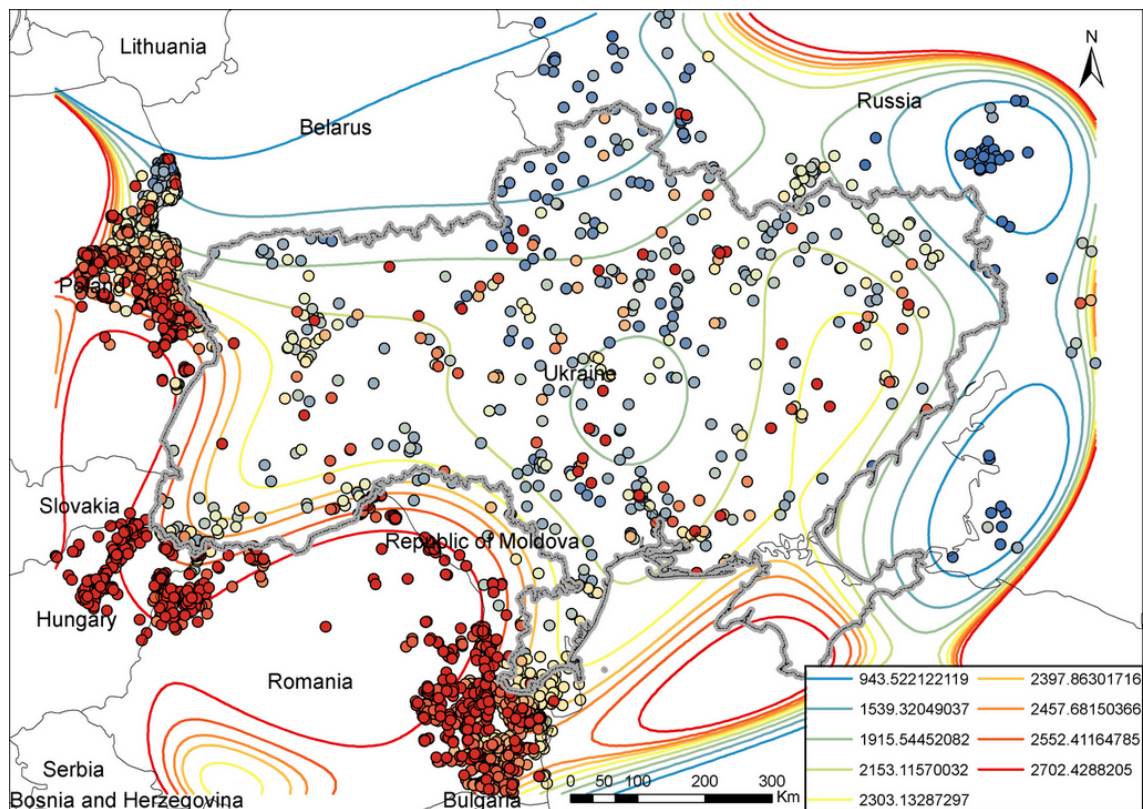 Lithuania
N
Russia
Belarus
Poland
Ukraine
Slovakia
Republic of Moldova
Hungary
Romania
943.522122119
2397.86301716
1539.32049037
2457.68150366
1915.54452082
2552.41164785
2153.11570032
2702.4288205
2303.13287297
Serbia
0 50 100 200 300
Km
Bosnia and Herzegovina
Bulgaria